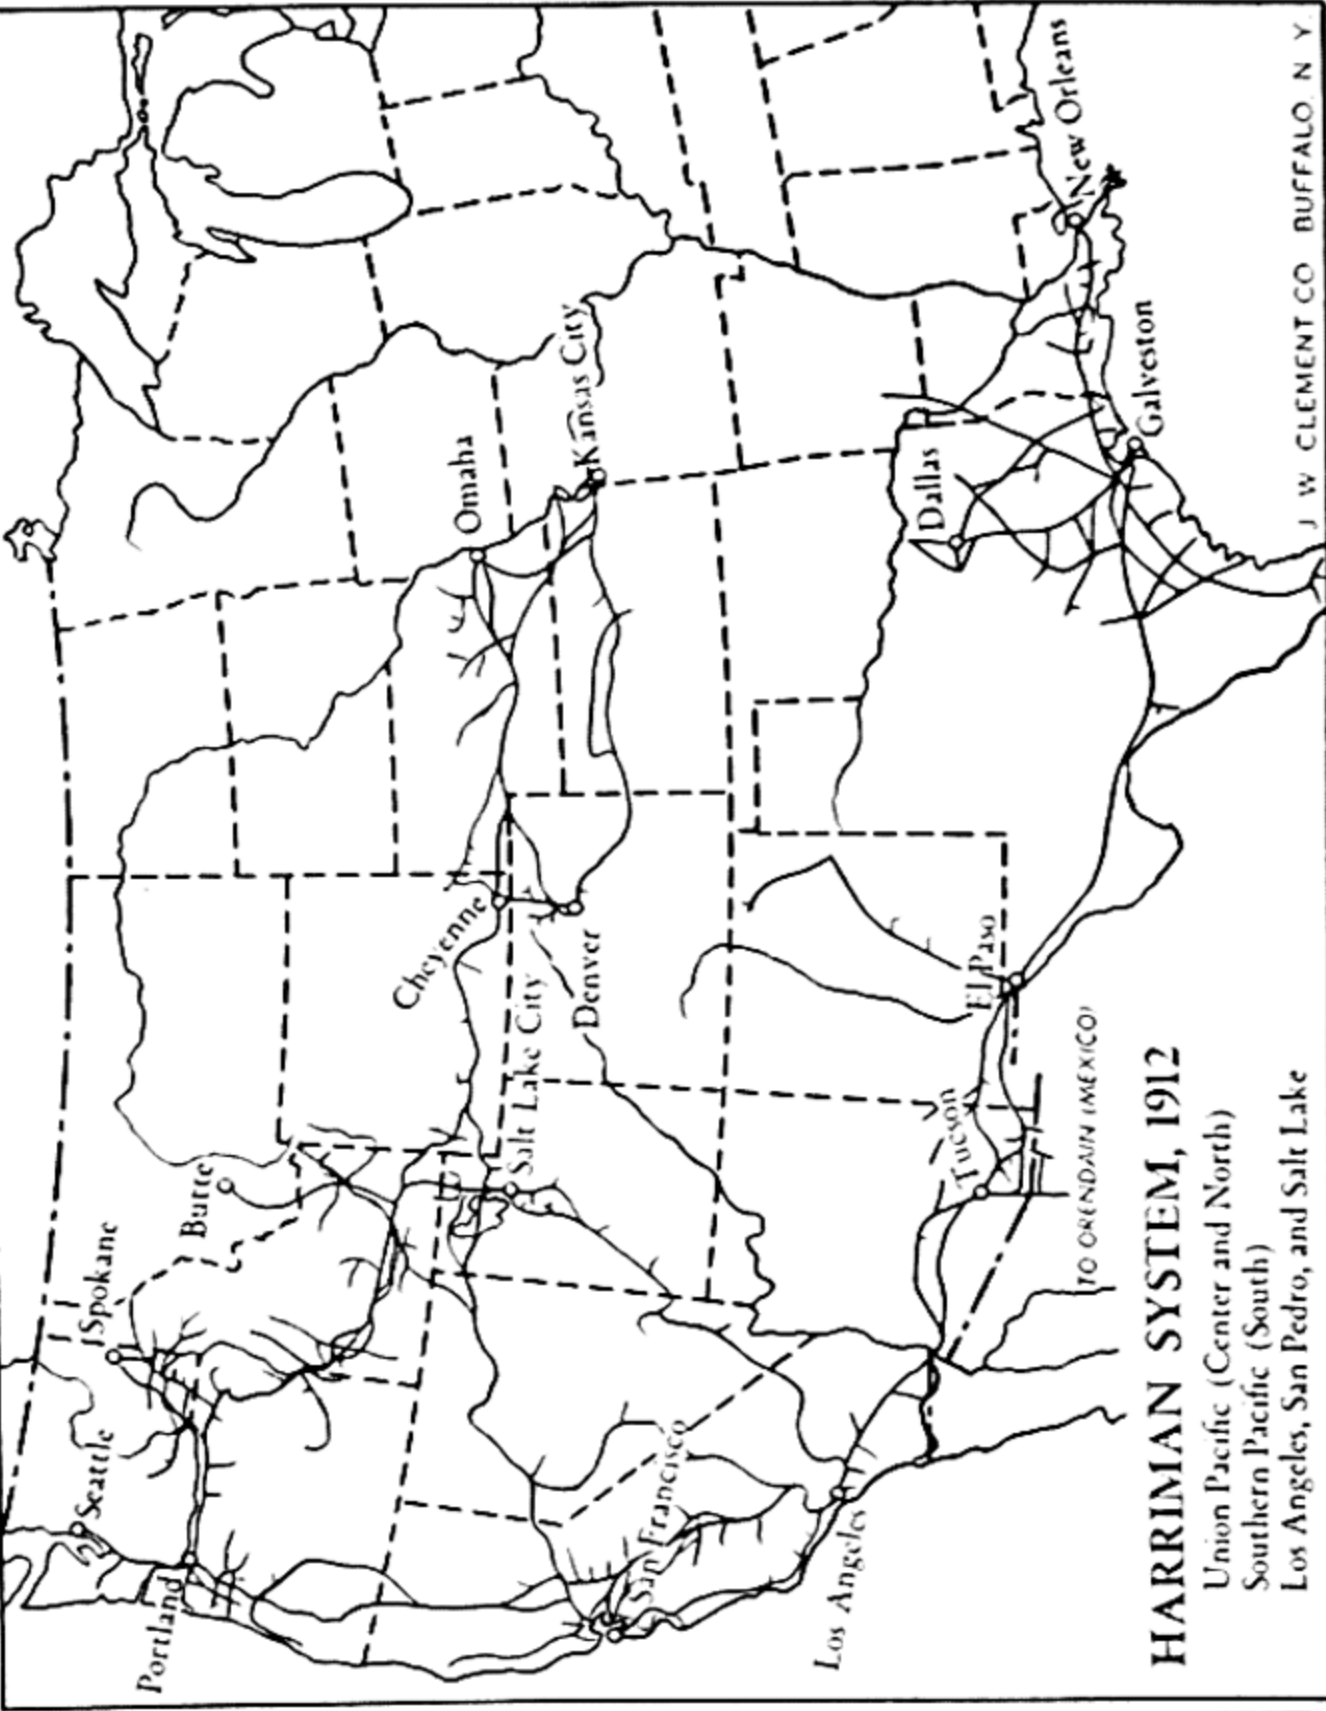 Seattle
Spokane
Portland
Butte
Omaha
Cheyenne
Kansas City
Salt Lake City
Denver
San Francisco
Los Angeles
Tucson
El Paso
Dallas
New Orleans
Galveston
TO ORENDAIN (MEXICO)
HARRIMAN SYSTEM, 1912
Union Pacific (Center and North)
Southern Pacific (South)
Los Angeles, San Pedro, and Salt Lake
J W CLEMENT CO BUFFALO, N Y.